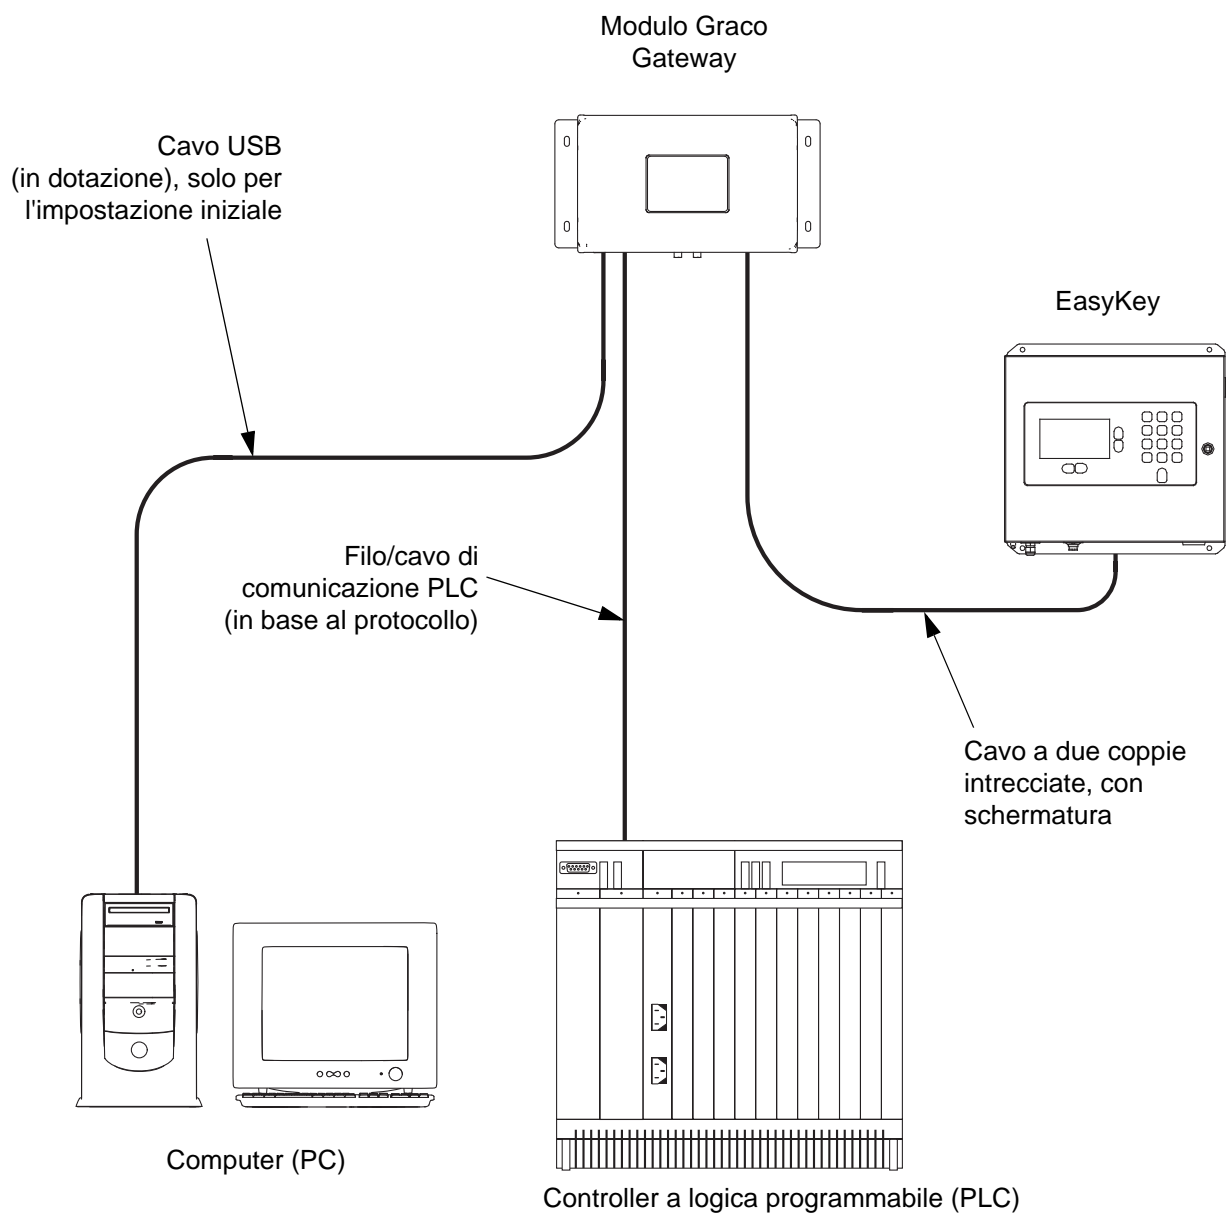 Modulo Graco
Gateway
Cavo USB
(in dotazione), solo per
l'impostazione iniziale
EasyKey
Filo/cavo di
comunicazione PLC
(in base al protocollo)
Cavo a due coppie
intrecciate, con
schermatura
Computer (PC)
Controller a logica programmabile (PLC)